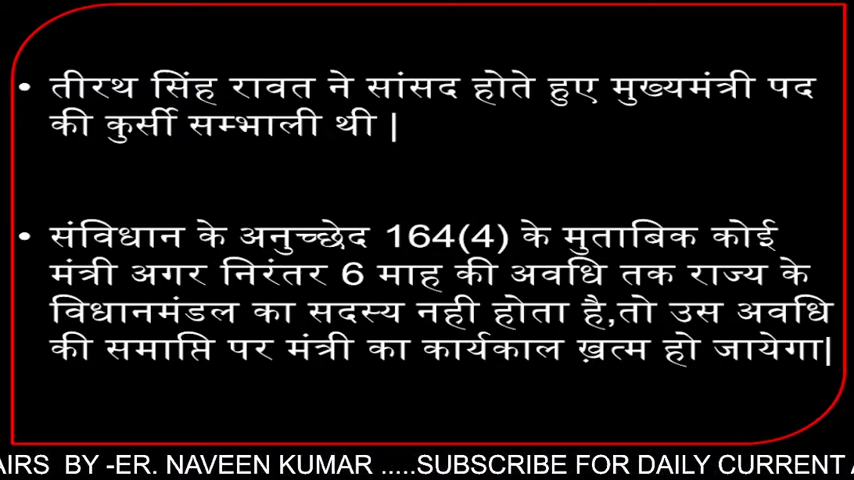 • तीरथ सिंह रावत ने सांसद होते हुए मुख्यमंत्री पद
की कुर्सी सम्भाली थी |
• संविधान के अनुच्छेद 164(4) के मुताबिक कोई
मंत्री अगर निरंतर 6 माह की अवधि तक राज्य के
विधानमंडल का सदस्य नही होता है,तो उस अवधि
की समाप्ति पर मंत्री का कार्यकाल ख़त्म हो जायेगा|
AIRS BY -ER. NAVEEN KUMAR .....SUBSCRIBE FOR DAILY CURRENT A